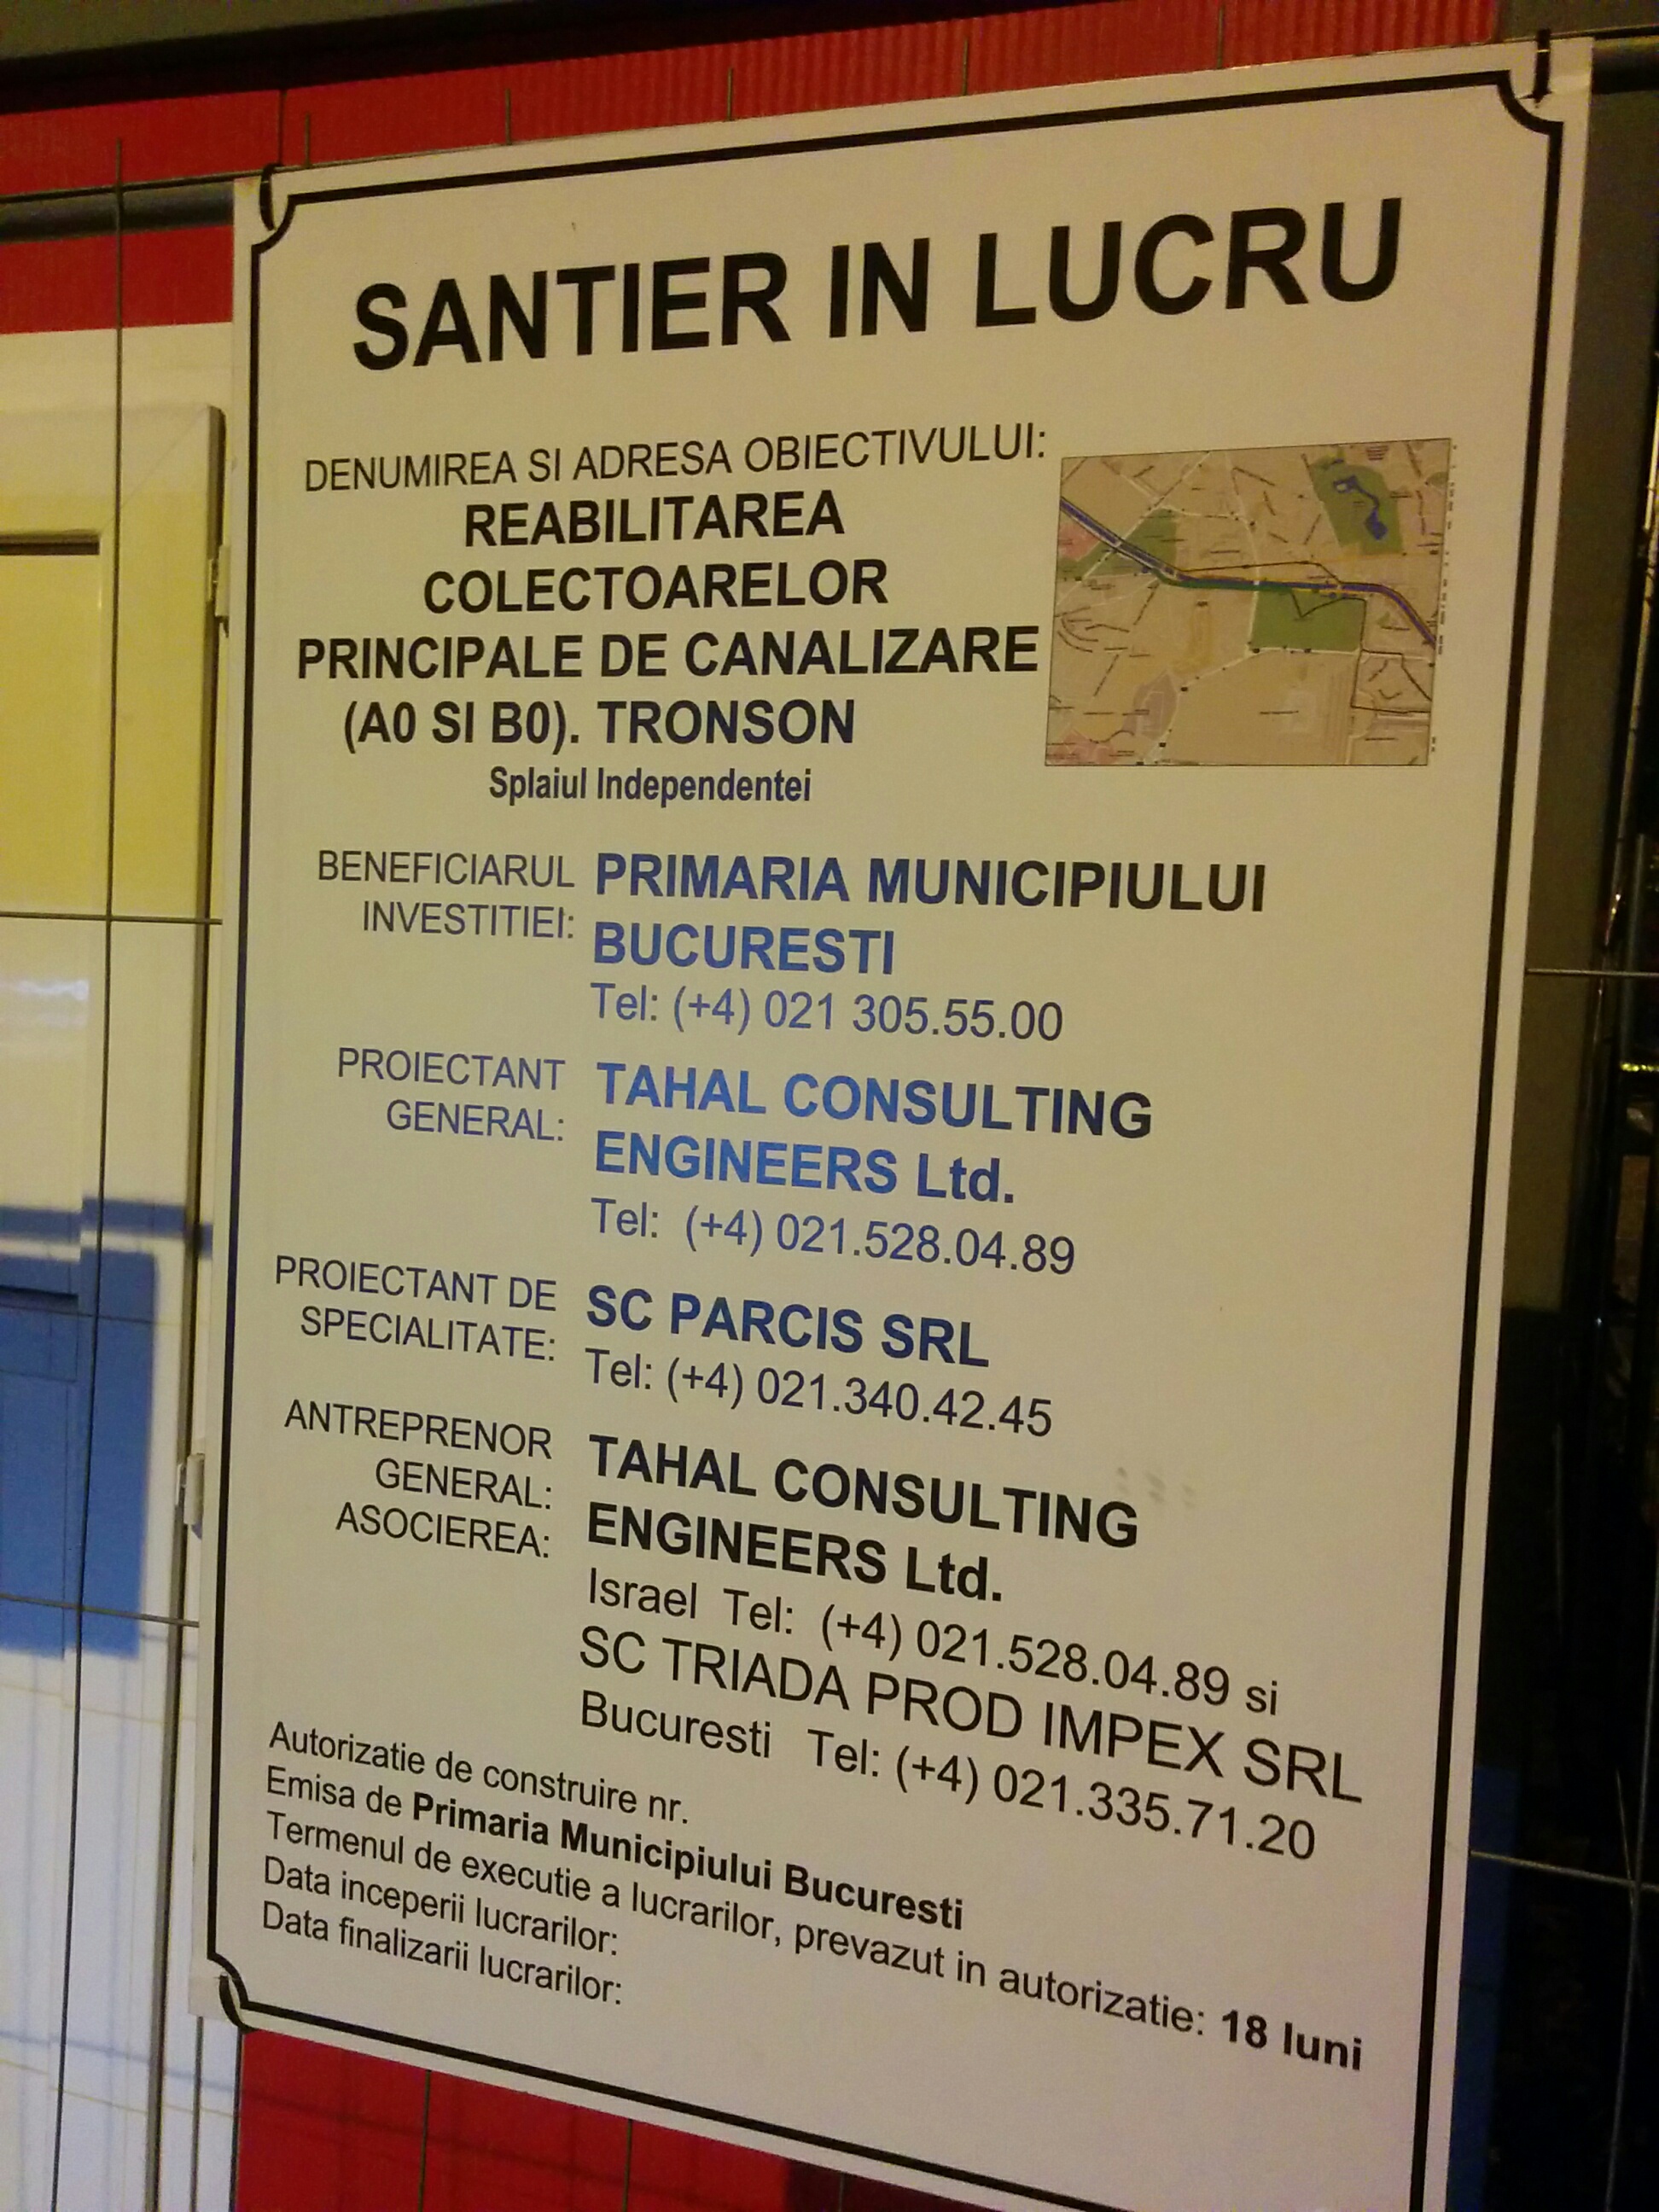 SANTIER IN LUCRU
DENUMIREA SI ADRESA OBIECTIVULUI:
REABILITAREA
COLECTOARELOR
PRINCIPALE DE CANALIZARE
(A0 SI B0). TRONSON
Splaiul Independentei
BENEFICIARUL
INVESTITIEI:
PRIMARIA MUNICIPIULUI
BUCURESTI
Tel: (+4) 021 305.55.00
PROIECTANT
GENERAL:
TAHAL CONSULTING
ENGINEERS Ltd.
Tel: (+4) 021.528.04.89
PROIECTANT DE
SPECIALITATE:
SC PARCIS SRL
Tel: (+4) 021.340.42.45
ANTREPRENOR
GENERAL:
ASOCIEREA:
TAHAL CONSULTING
ENGINEERS Ltd.
Israel Tel: (+4) 021.528.04.89 si
SC TRIADA PROD IMPEX SRL
Bucuresti Tel: (+4) 021.335.71.20
Autorizatie de construire nr.
Emisa de Primaria Municipiului Bucuresti
Termenul de executie a lucrarilor, prevazut in autorizatie: 18 luni
Data inceperii lucrarilor:
Data finalizarii lucrarilor: